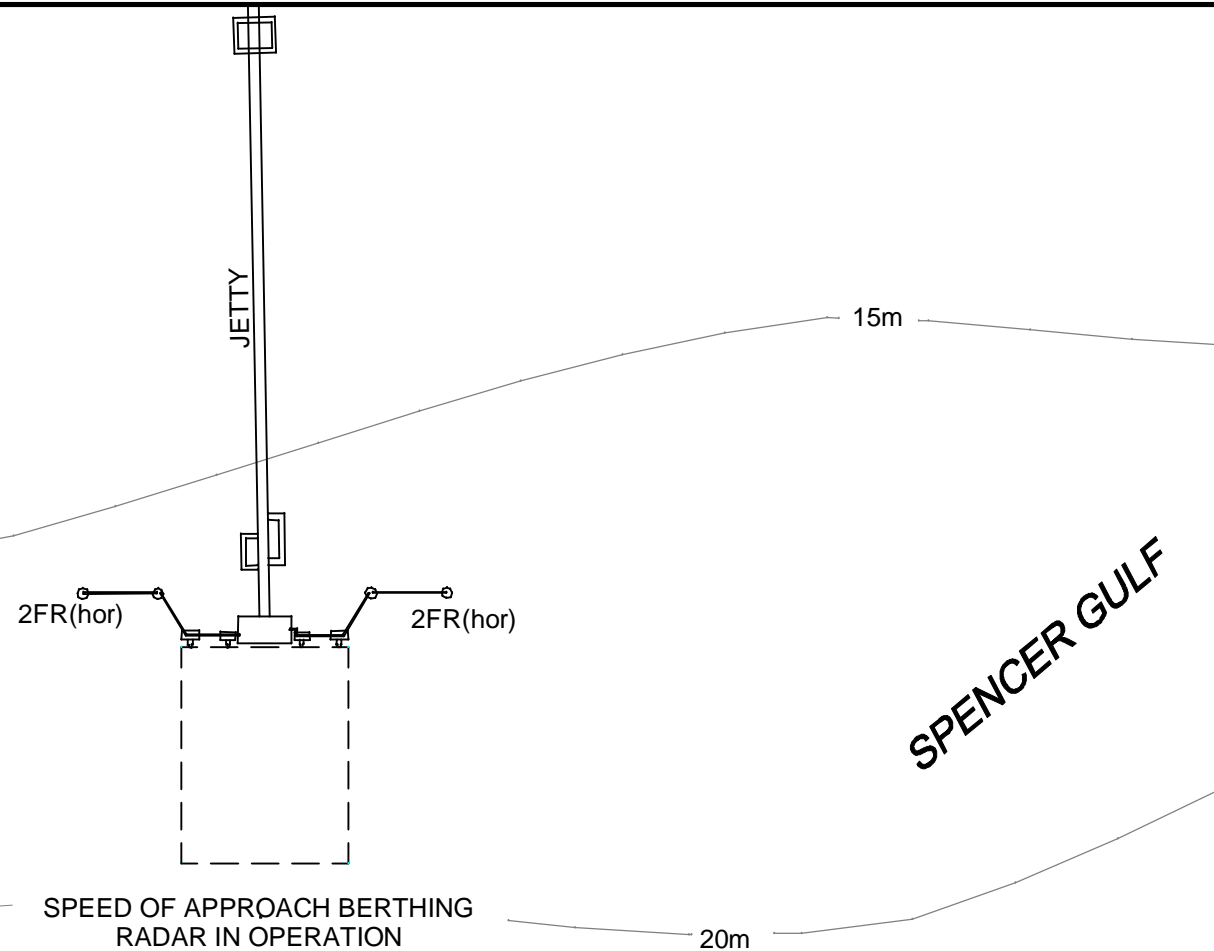 JETTY
15m
2FR(hor)
2FR(hor)
SPENCER GULF
SPEED OF APPROACH BERTHING
RADAR IN OPERATION
20m